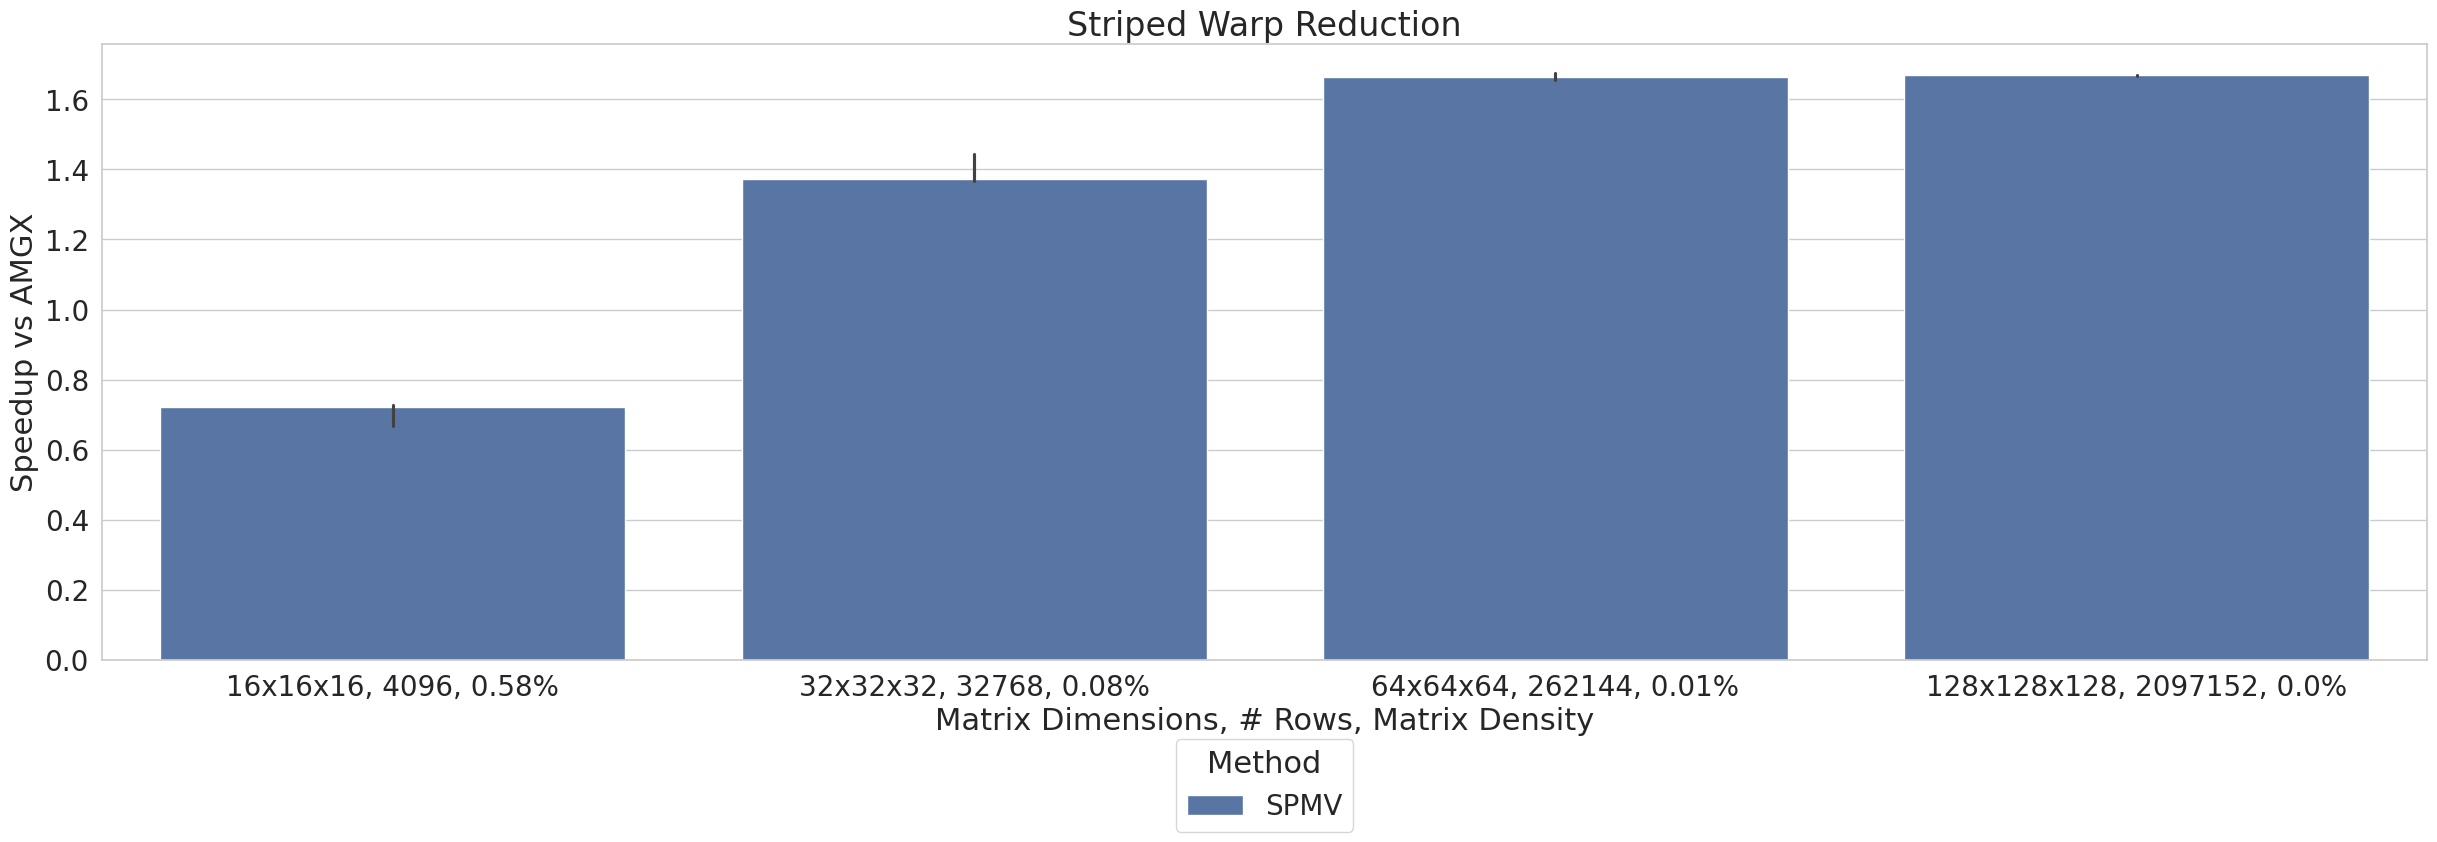 Striped Warp Reduction
Speedup vs AMGX
1.6
1.4
1.2
1.0
0.8
0.6
0.4
0.2
0.0
16x16x16, 4096, 0.58%
32x32x32, 32768, 0.08%
64x64x64, 262144, 0.01%
128x128x128, 2097152, 0.0%
Matrix Dimensions, # Rows, Matrix Density
Method
SPMV